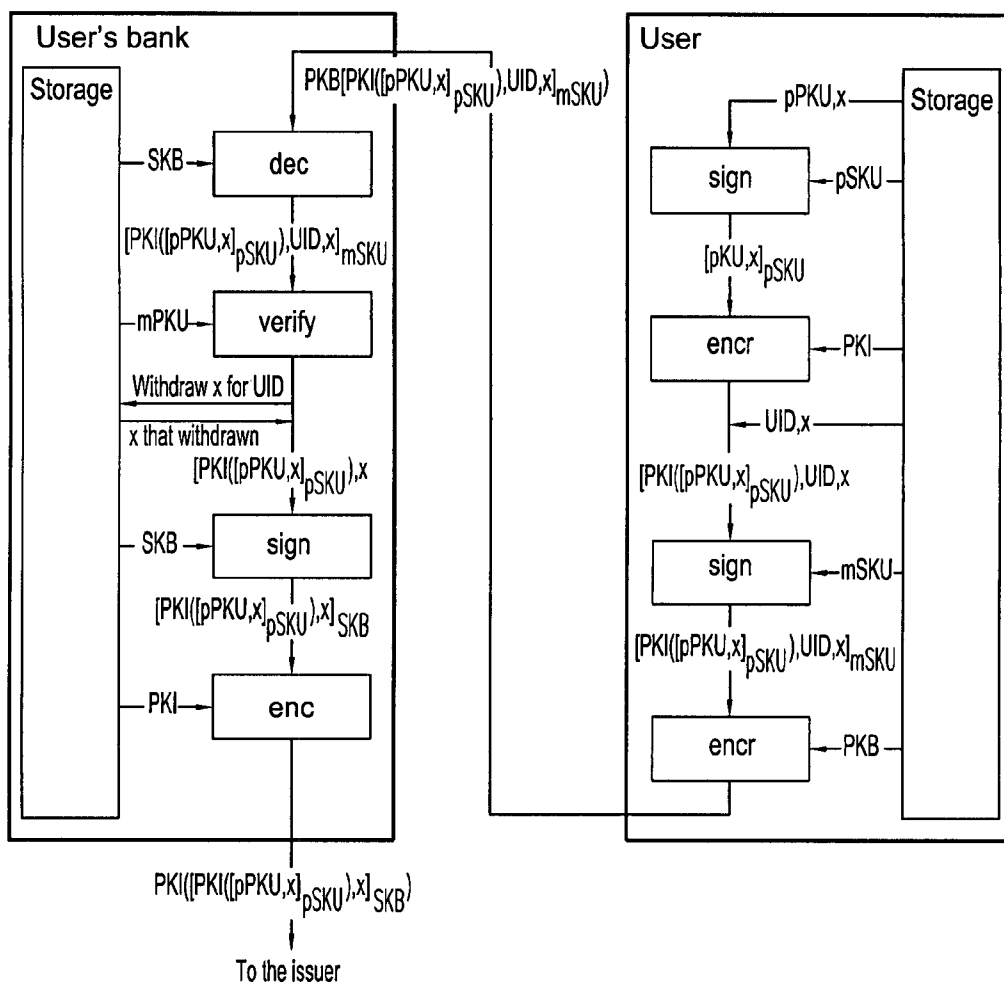 User's bank
Storage
PKB[PKI([pPKU,x]pSKU),UID,x]mSKU)
SKB
dec
[PKI([pPKU,x]pSKU),UID,x]mSKU
mPKU
verify
Withdraw x for UID
x that withdrawn
[PKI([pPKU,x]pSKU),x
SKB
sign
[PKI([pPKU,x]pSKU),x]SKB
PKI
enc
PKI([PKI([pPKU,x]pSKU),x]SKB)
To the issuer
User
Storage
pPKU,x
sign
pSKU
[pKU,x]pSKU
encr
PKI
UID,x
[PKI([pPKU,x]pSKU),UID,x
sign
mSKU
[PKI([pPKU,x]pSKU),UID,x]mSKU
encr
PKB